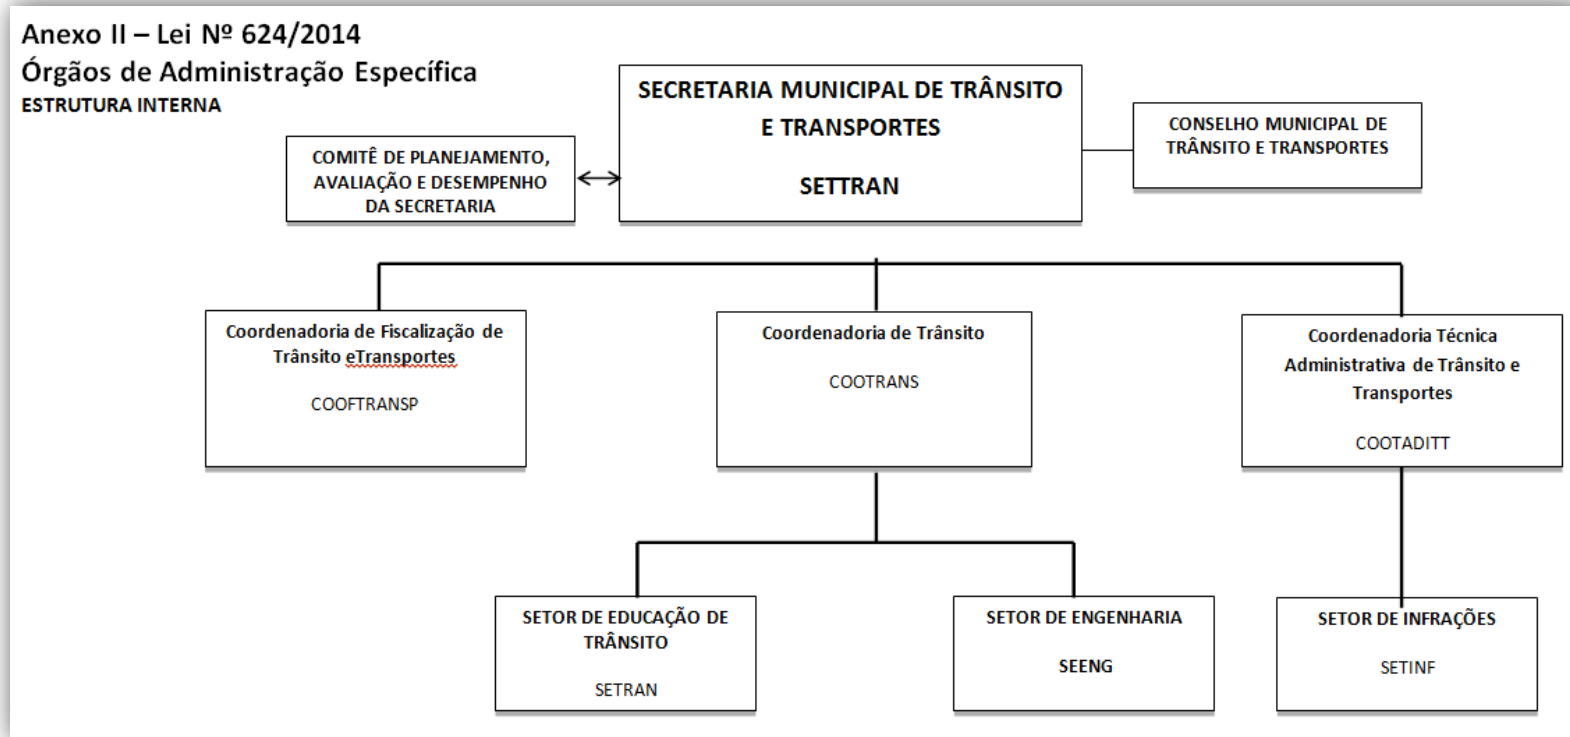 Anexo II – Lei Nº 624/2014
Órgãos de Administração Específica
ESTRUTURA INTERNA
SECRETARIA MUNICIPAL DE TRÂNSITO
E TRANSPORTES
SETTRAN
COMITÊ DE PLANEJAMENTO,
AVALIAÇÃO E DESEMPENHO
DA SECRETARIA
CONSELHO MUNICIPAL DE
TRÂNSITO E TRANSPORTES
Coordenadoria de Fiscalização de
Trânsito eTransportes
COOFTRANSP
Coordenadoria de Trânsito
COOTRANS
Coordenadoria Técnica
Administrativa de Trânsito e
Transportes
COOTADITT
SETOR DE EDUCAÇÃO DE
TRÂNSITO
SETRAN
SETOR DE ENGENHARIA
SEENG
SETOR DE INFRAÇÕES
SETINF